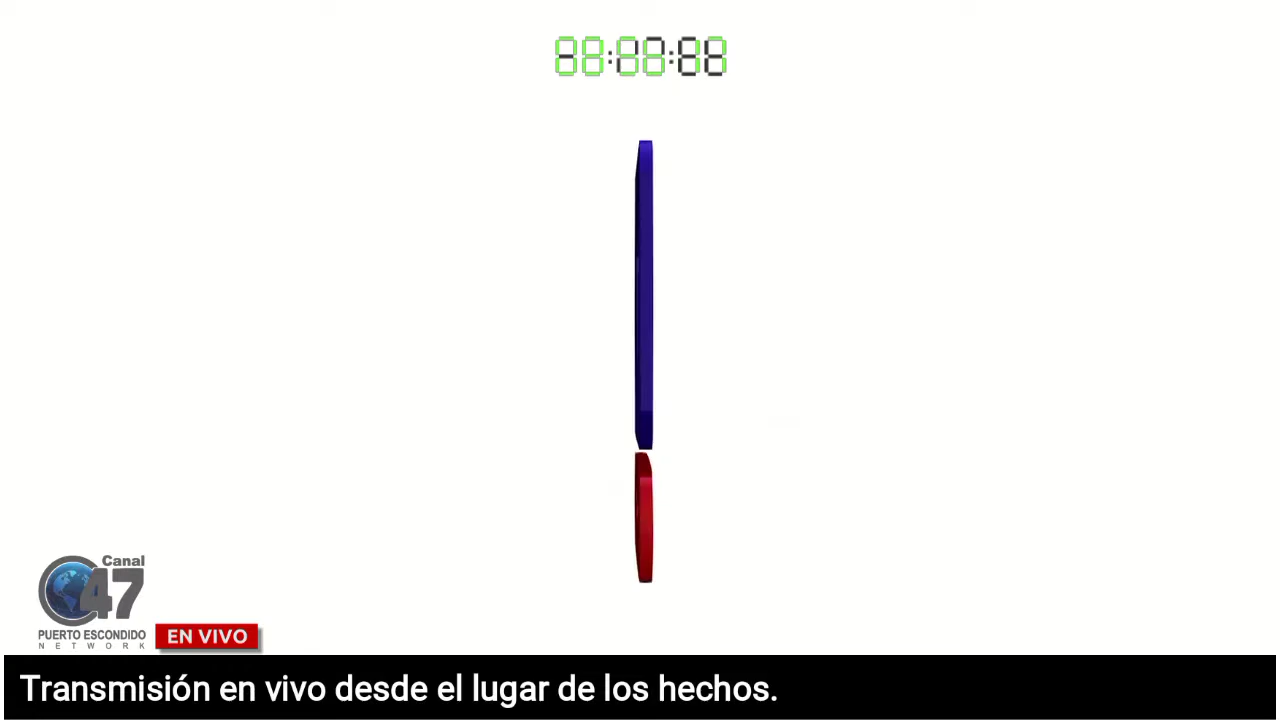 Canal
47
PUERTO ESCONDIDO
NETWORK
EN VIVO
Transmisión en vivo desde el lugar de los hechos.